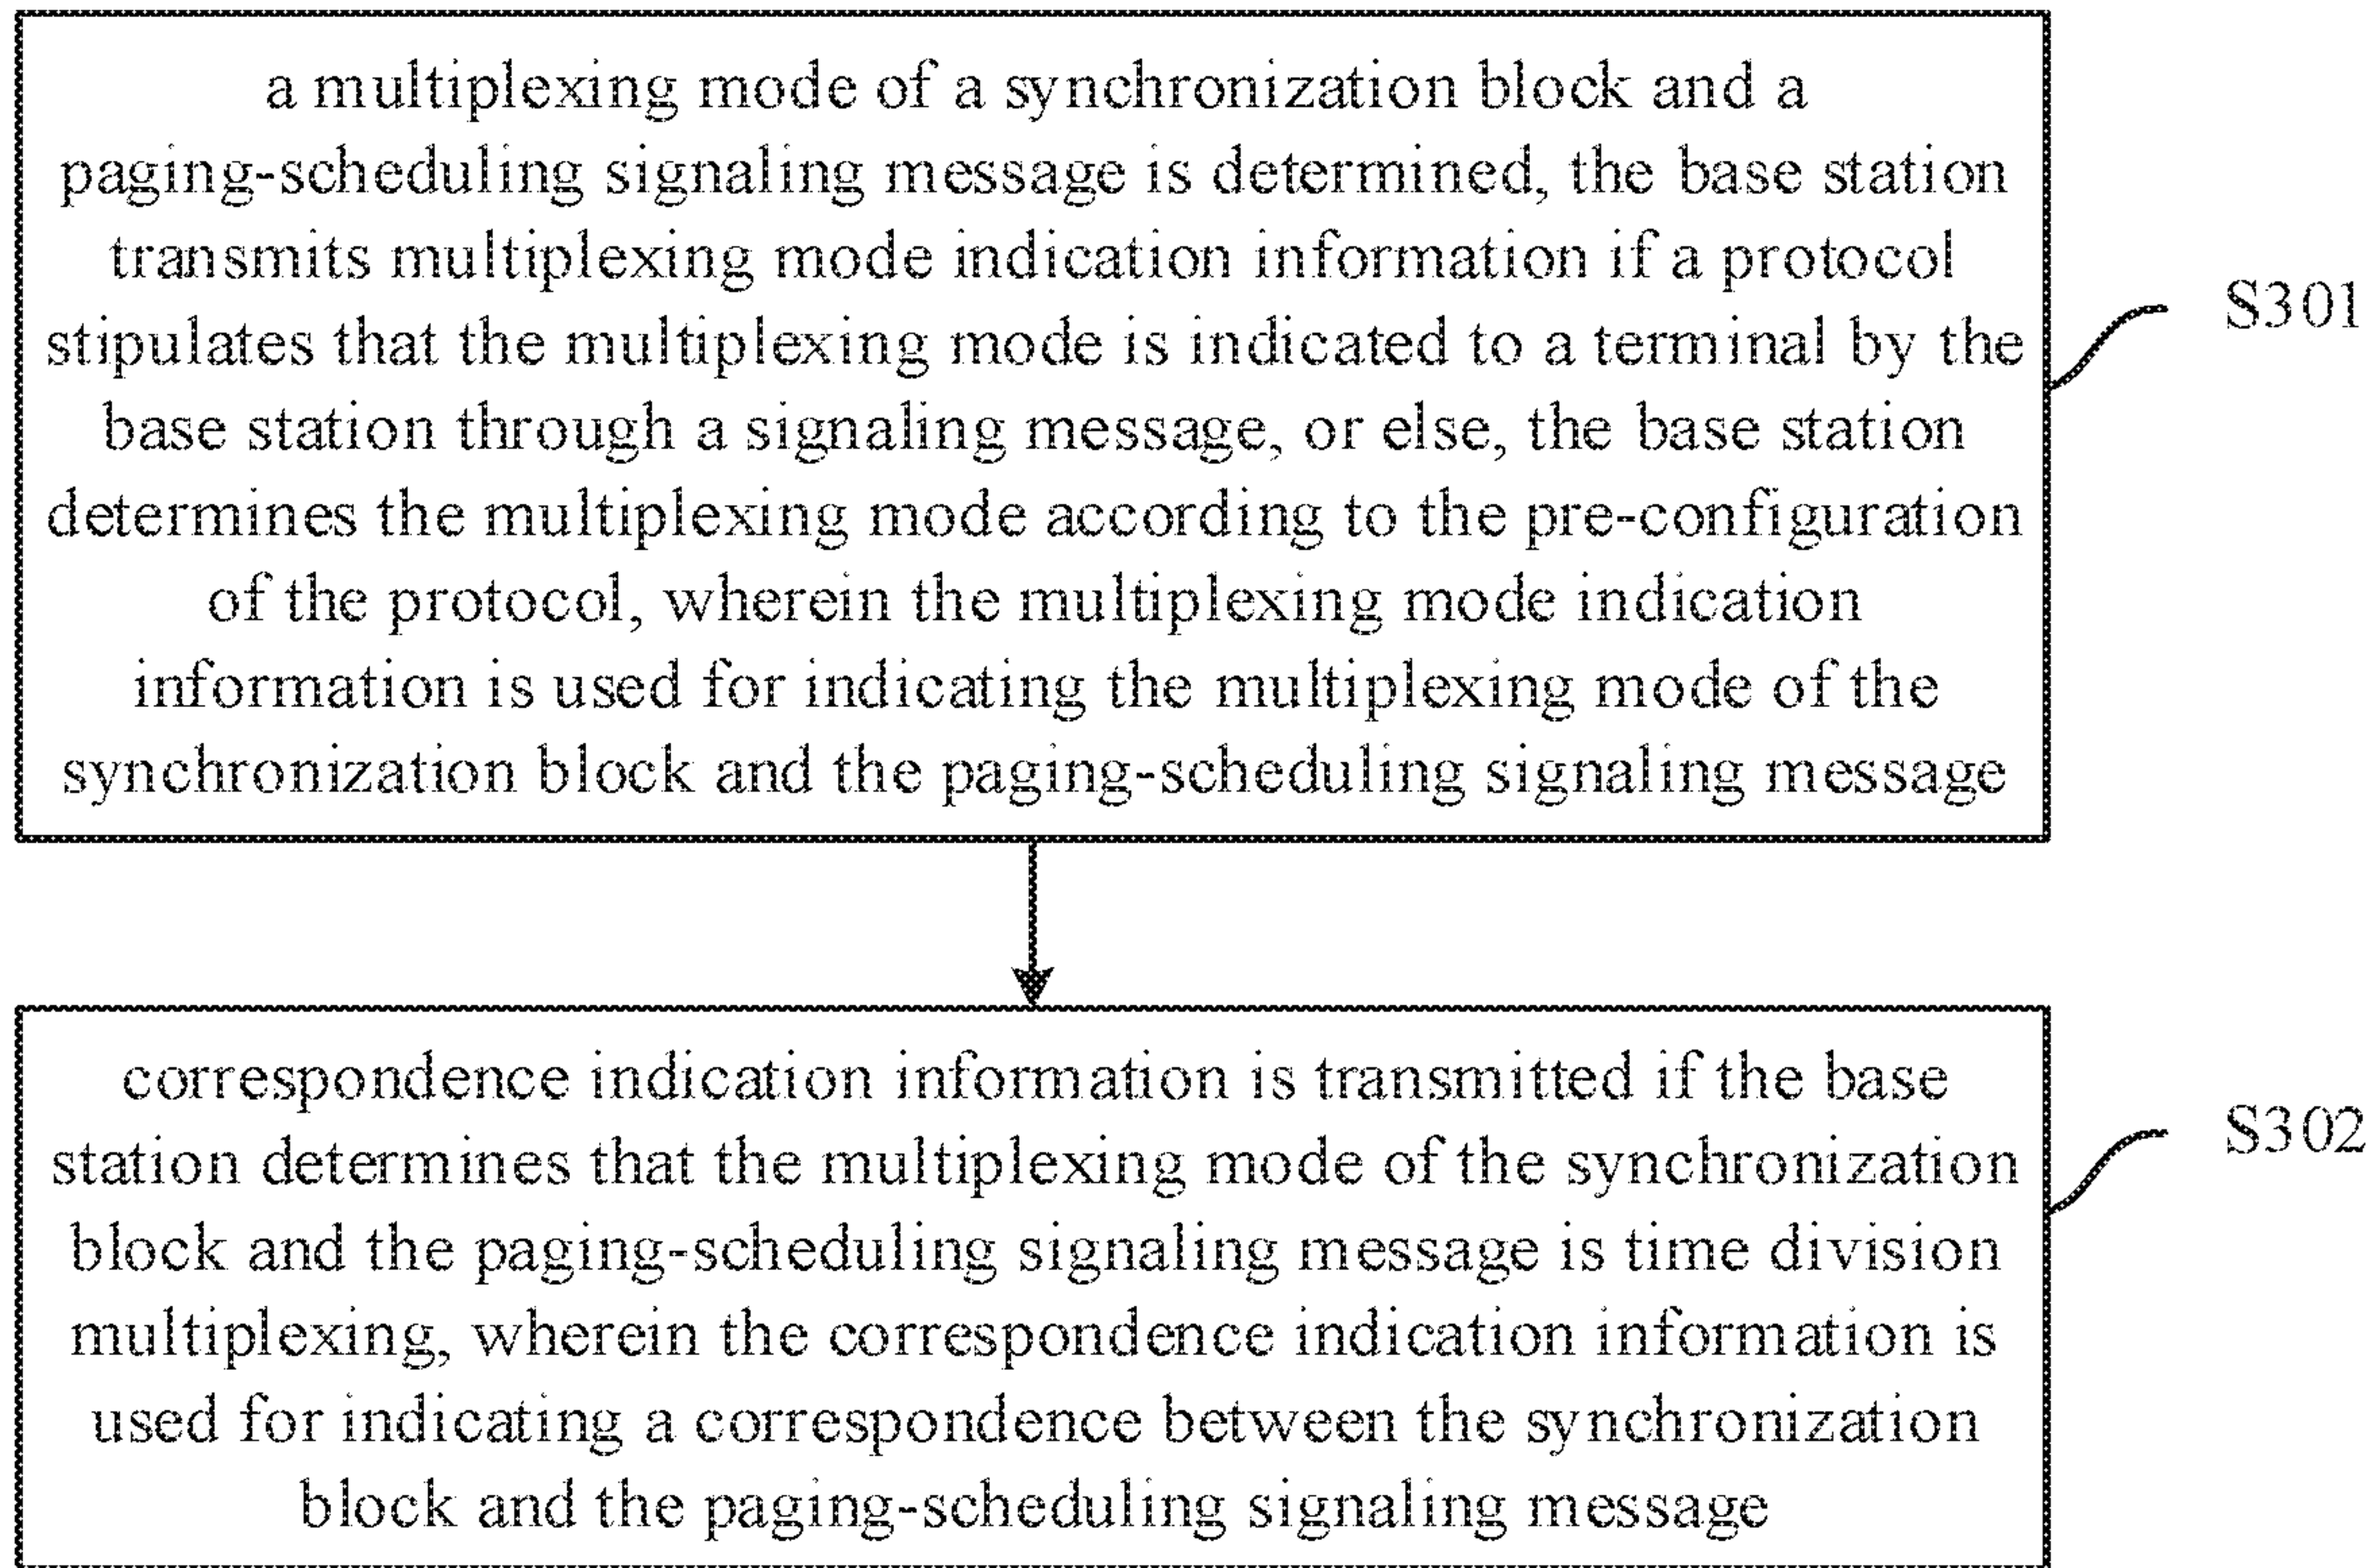 a multiplexing mode of a synchronization block and a
paging-scheduling signaling message is determined, the base station
transmits multiplexing mode indication information if a protocol
stipulates that the multiplexing mode is indicated to a terminal by the
base station through a signaling message, or else, the base station
determines the multiplexing mode according to the pre-configuration
of the protocol, wherein the multiplexing mode indication
information is used for indicating the multiplexing mode of the
synchronization block and the paging-scheduling signaling message
S301
correspondence indication information is transmitted if the base
station determines that the multiplexing mode of the synchronization
block and the paging-scheduling signaling message is time division
multiplexing, wherein the correspondence indication information is
used for indicating a correspondence between the synchronization
block and the paging-scheduling signaling message
S302